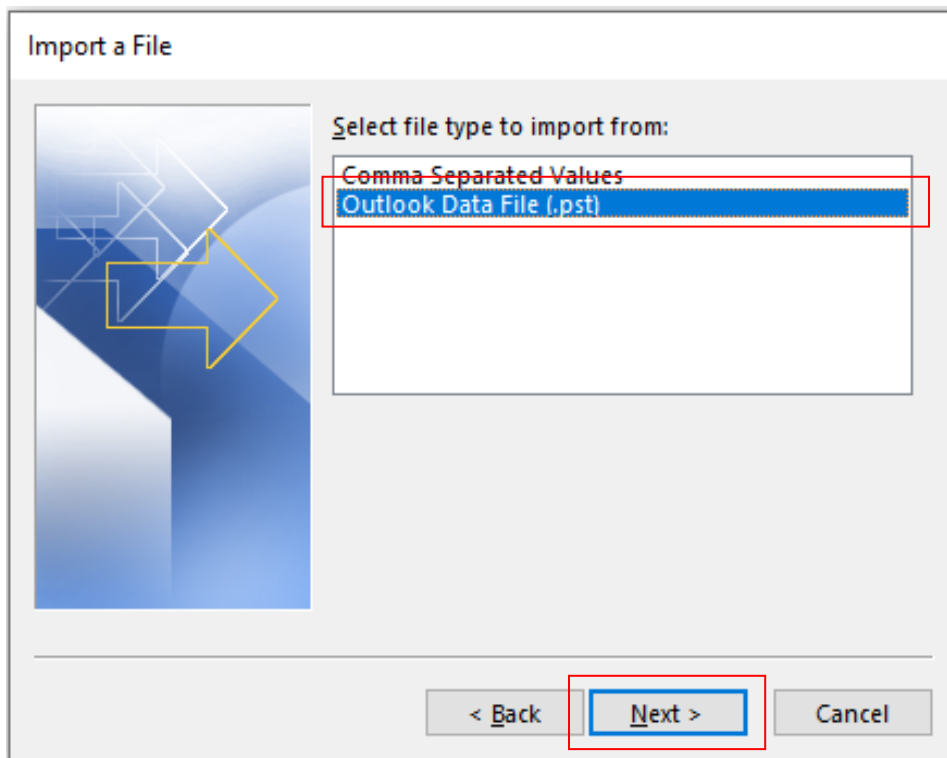 Import a File
Select file type to import from:
Comma Separated Values
Outlook Data File (.pst)
< Back
Next >
Cancel